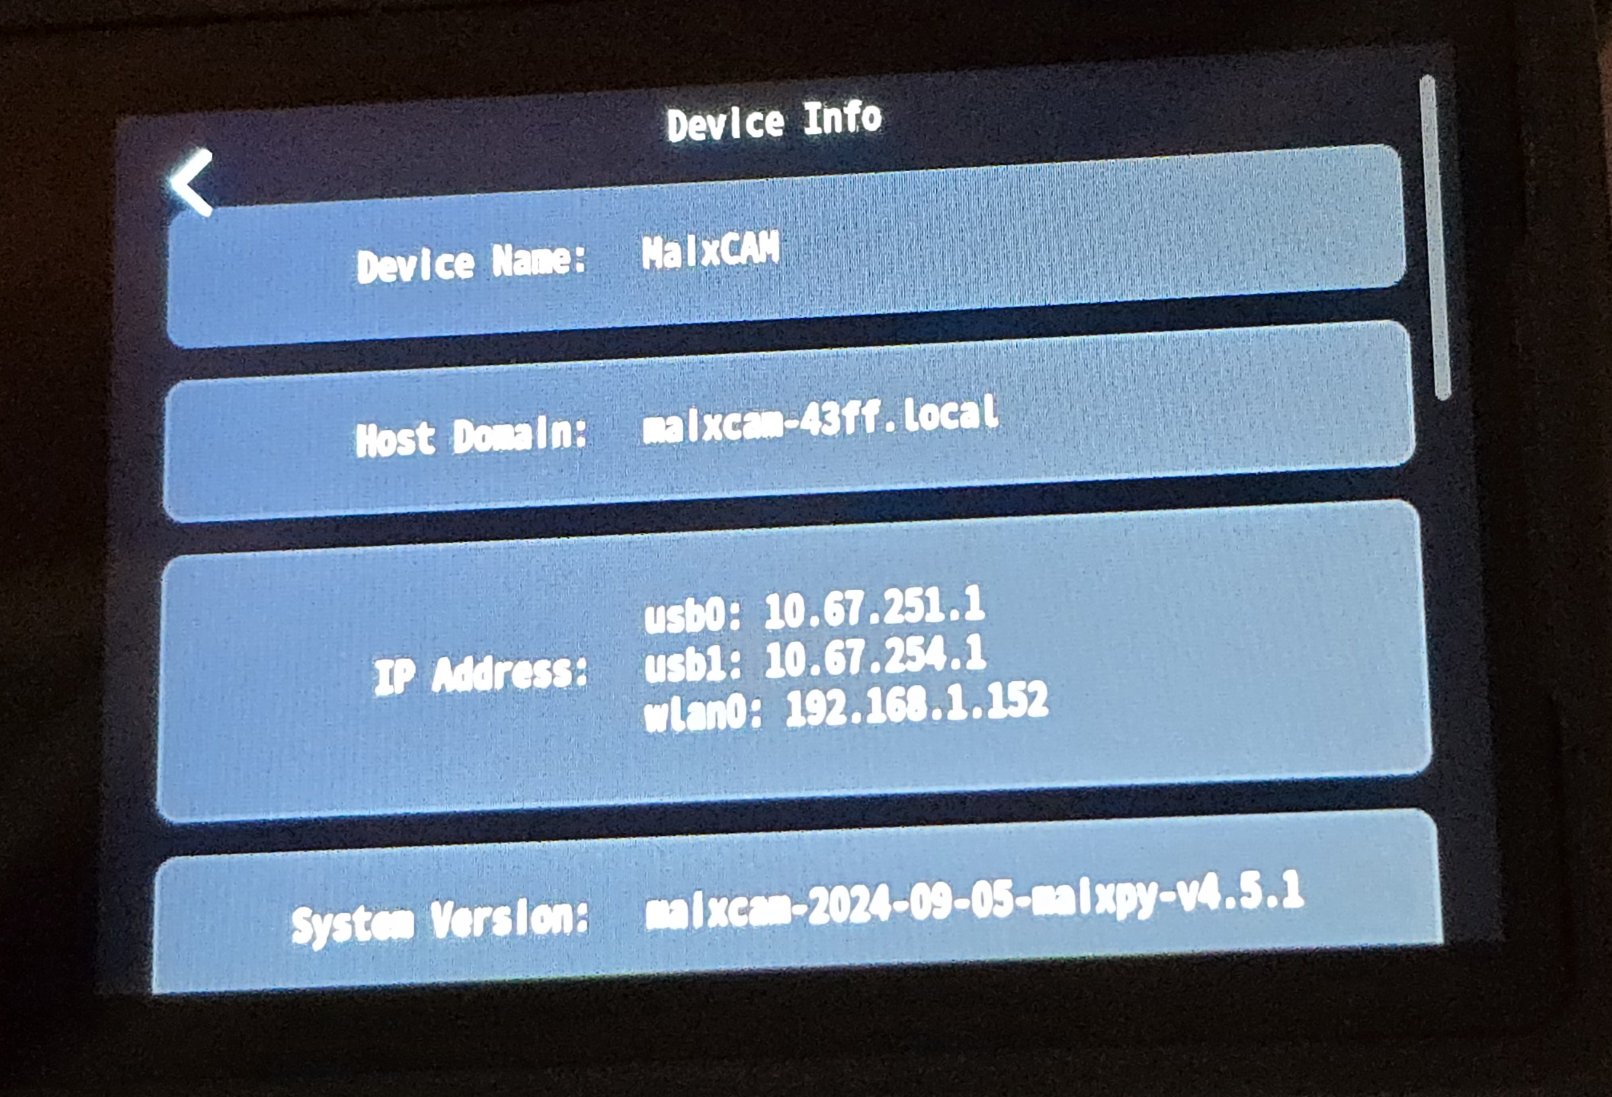 Device Info
Device Name: MaixCAM
Host Domain: maixcam-43ff.local
IP Address:
usb0: 10.67.251.1
usb1: 10.67.254.1
wlan0: 192.168.1.152
System Version: maixcam-2024-09-05-maixpy-v4.5.1